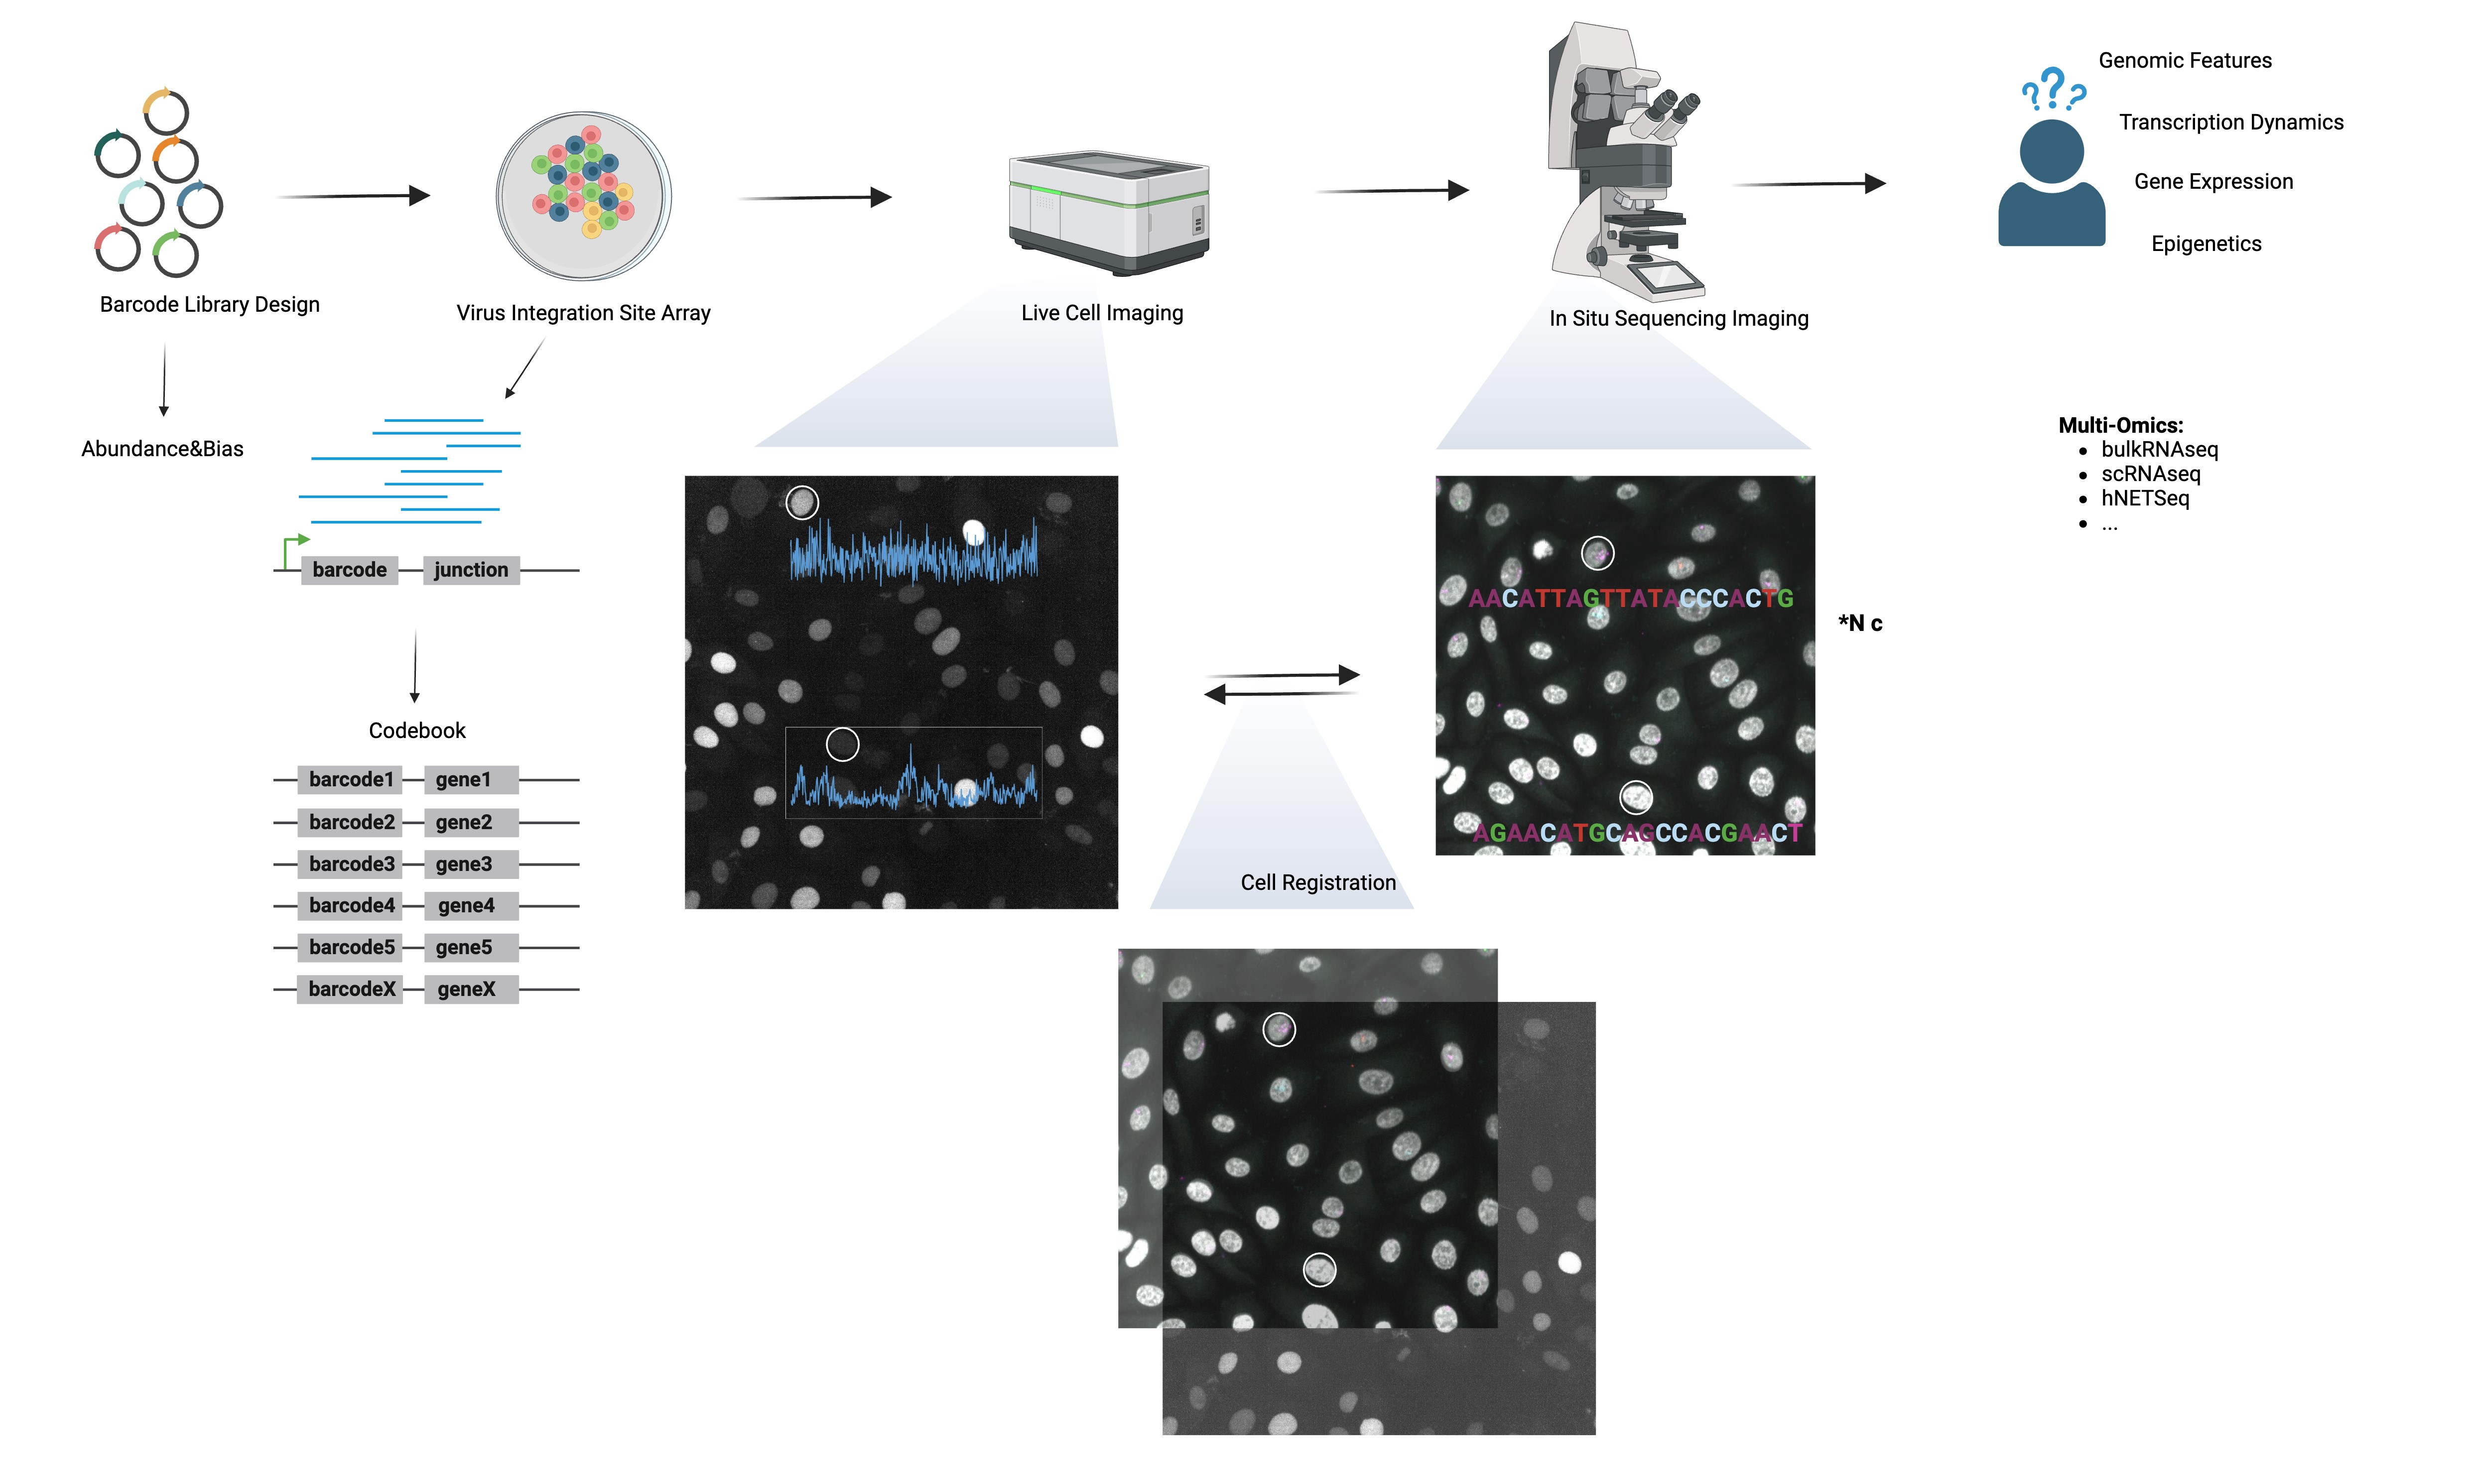 Genomic Features
Transcription Dynamics
Gene Expression
Epigenetics
Barcode Library Design
Virus Integration Site Array
Live Cell Imaging
In Situ Sequencing Imaging
Abundance&Bias
barcode
junction
Codebook
barcode1
gene1
barcode2
gene2
barcode3
gene3
barcode4
gene4
barcode5
gene5
barcodeX
geneX
AACATTAGTTATACCCACTG
AGAACATGCAGCCACGAACT
*N c
Cell Registration
Multi-Omics:
• bulkRNAseq
• scRNAseq
• hNETSeq
• ...
???